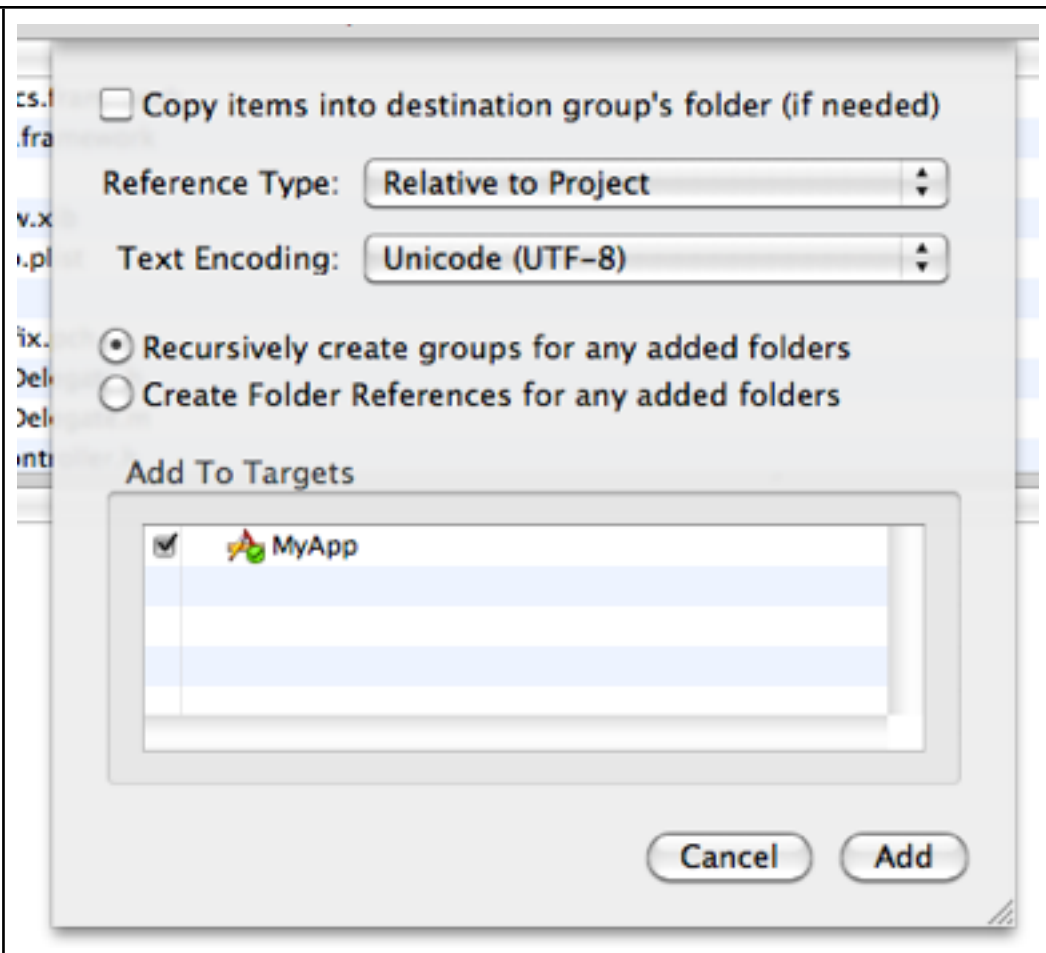 Copy items into destination group's folder (if needed)
Reference Type: Relative to Project
Text Encoding: Unicode (UTF-8)
Recursively create groups for any added folders
Create Folder References for any added folders
Add To Targets
MyApp
Cancel Add